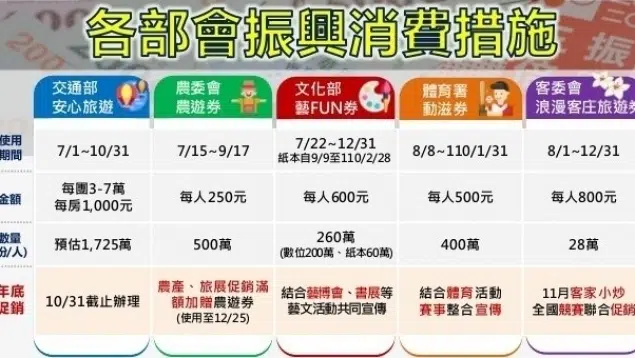 各部會振興消費措施
交通部
安心旅遊
農委會
農遊券
文化部
藝FUN券
體育署
動滋券
客委會
浪漫客庄旅遊券
使用
期間
7/1~10/31
7/15~9/17
7/22~12/31
紙本自9/9至110/2/28
8/8~110/1/31
8/1~12/31
金額
每團3-7萬
每房1,000元
每人250元
每人600元
每人500元
每人800元
數量
份/人)
預估1,725萬
500萬
260萬
(數位200萬、紙本60萬)
400萬
28萬
年底
促銷
10/31截止辦理
農產、旅展促銷滿
額加贈農遊券
(使用至12/25)
結合藝博會、書展等
藝文活動共同宣傳
結合體育活動
賽事整合宣傳
11月客家小炒
全國競賽聯合促銷